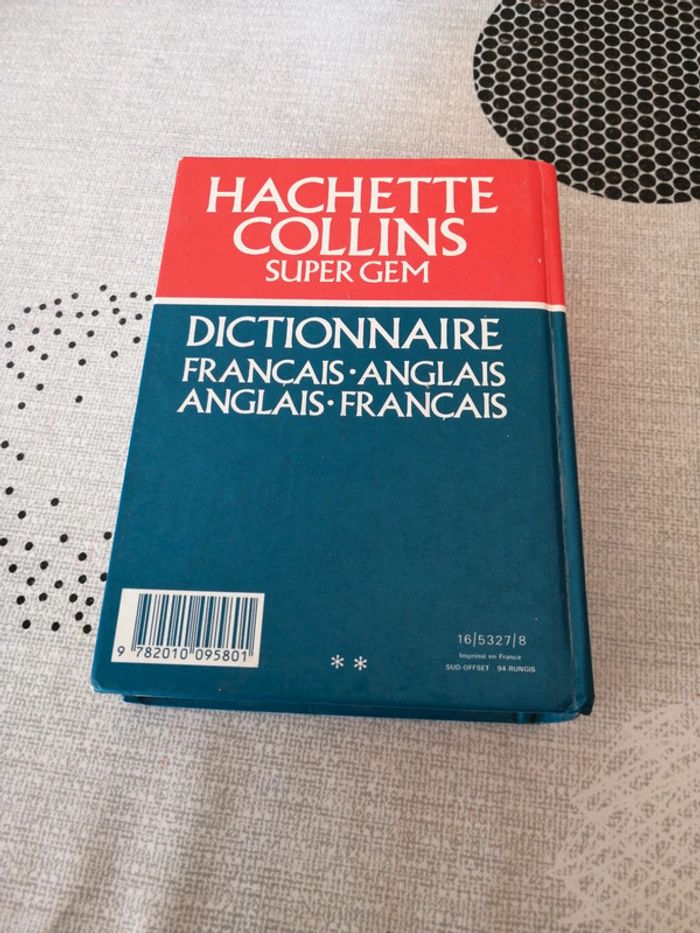 HACHETTE
COLLINS
SUPER GEM
DICTIONNAIRE
FRANÇAIS·ANGLAIS
ANGLAIS·FRANÇAIS
9 782010 095801
**
16/5327/8
Imprimé en France
SUD OFFSET 94 RUNGIS